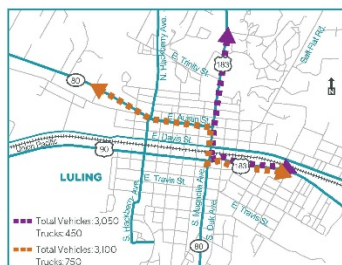 N. Hackberry Ave.
E. Trinity St.
183
Salt Flat Rd.
80
N
E. Austin St.
E. Davis St.
Union Pacific
90
183
LULING
E. Travis St.
S. Hackberry Ave.
S. Magnolia Ave.
S. Oak Ave.
E. Travis St.
80
Total Vehicles: 3,050
Trucks: 450
Total Vehicles: 3,100
Trucks: 750